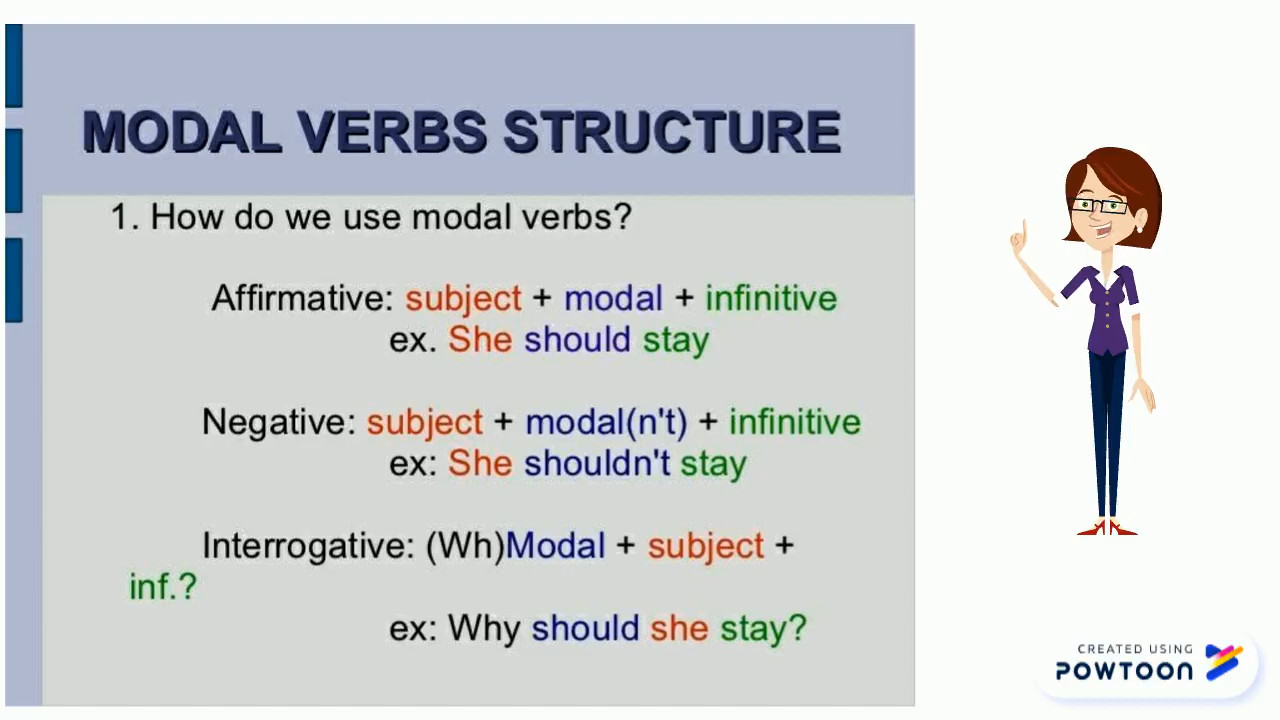 MODAL VERBS STRUCTURE
1. How do we use modal verbs?
Affirmative: subject + modal + infinitive
ex. She should stay
Negative: subject + modal(n't) + infinitive
ex: She shouldn't stay
Interrogative: (Wh)Modal + subject +
inf.?
ex: Why should she stay?
CREATED USING
POWTOON